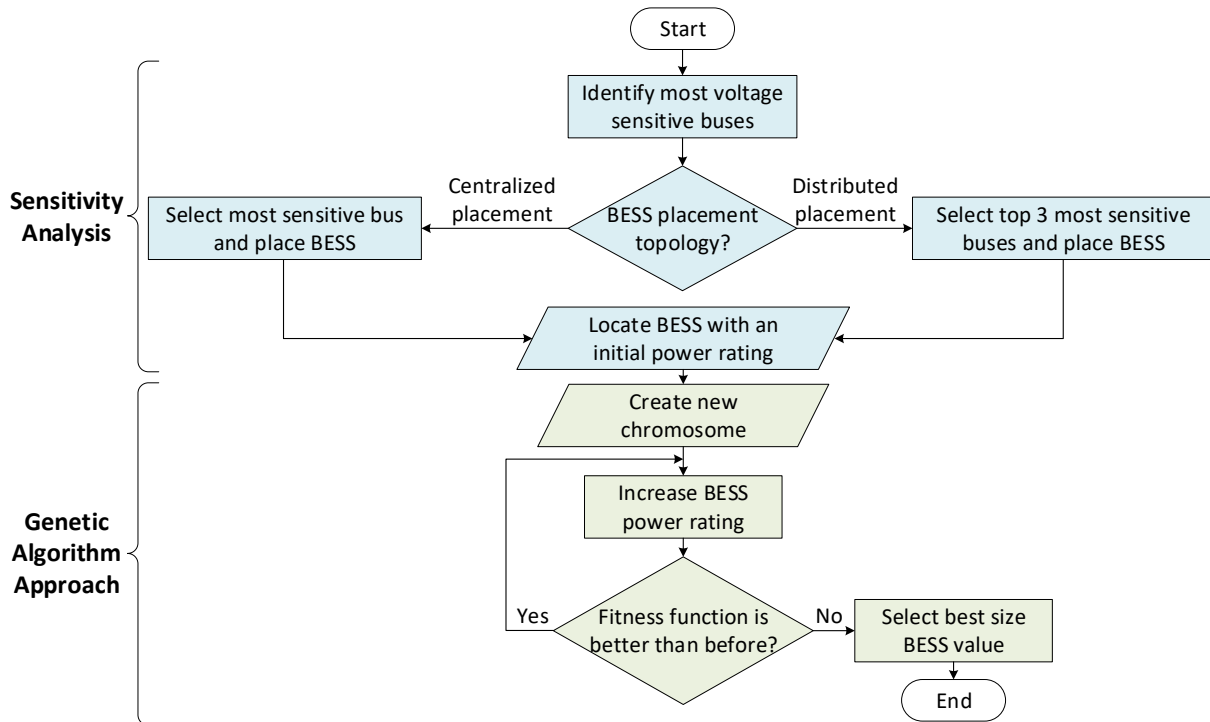 Start
Identify most voltage
sensitive buses
Sensitivity
Analysis
Centralized
placement
BESS placement
topology?
Distributed
placement
Select most sensitive bus
and place BESS
Select top 3 most sensitive
buses and place BESS
Locate BESS with an
initial power rating
Create new
chromosome
Genetic
Algorithm
Approach
Increase BESS
power rating
Yes
Fitness function is
better than before?
No
Select best size
BESS value
End